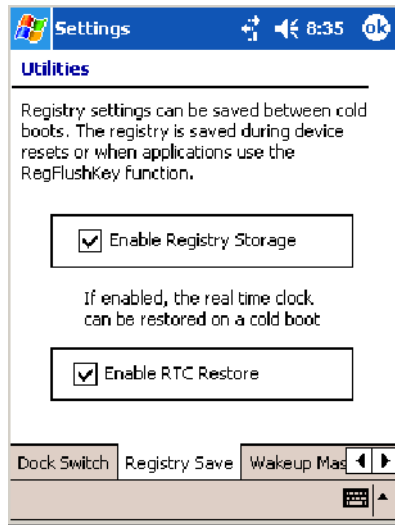 Settings 8:35 ok
Utilities
Registry settings can be saved between cold
boots. The registry is saved during device
resets or when applications use the
RegFlushKey function.
Enable Registry Storage
If enabled, the real time clock
can be restored on a cold boot
Enable RTC Restore
Dock Switch Registry Save Wakeup Mas